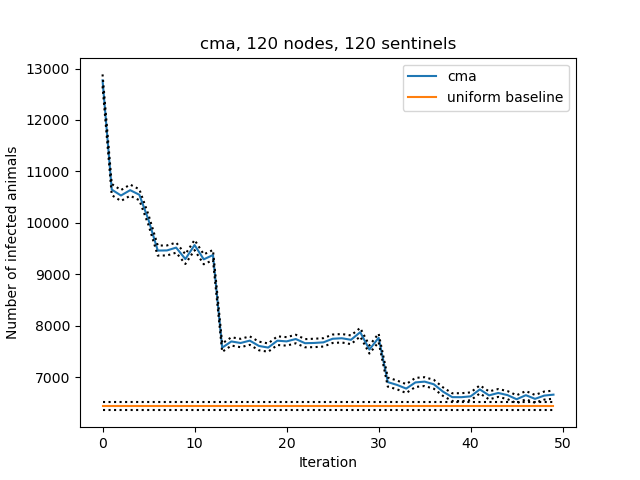 cma, 120 nodes, 120 sentinels
cma
uniform baseline
13000
12000
11000
10000
9000
8000
7000
Number of infected animals
0
10
20
30
40
50
Iteration